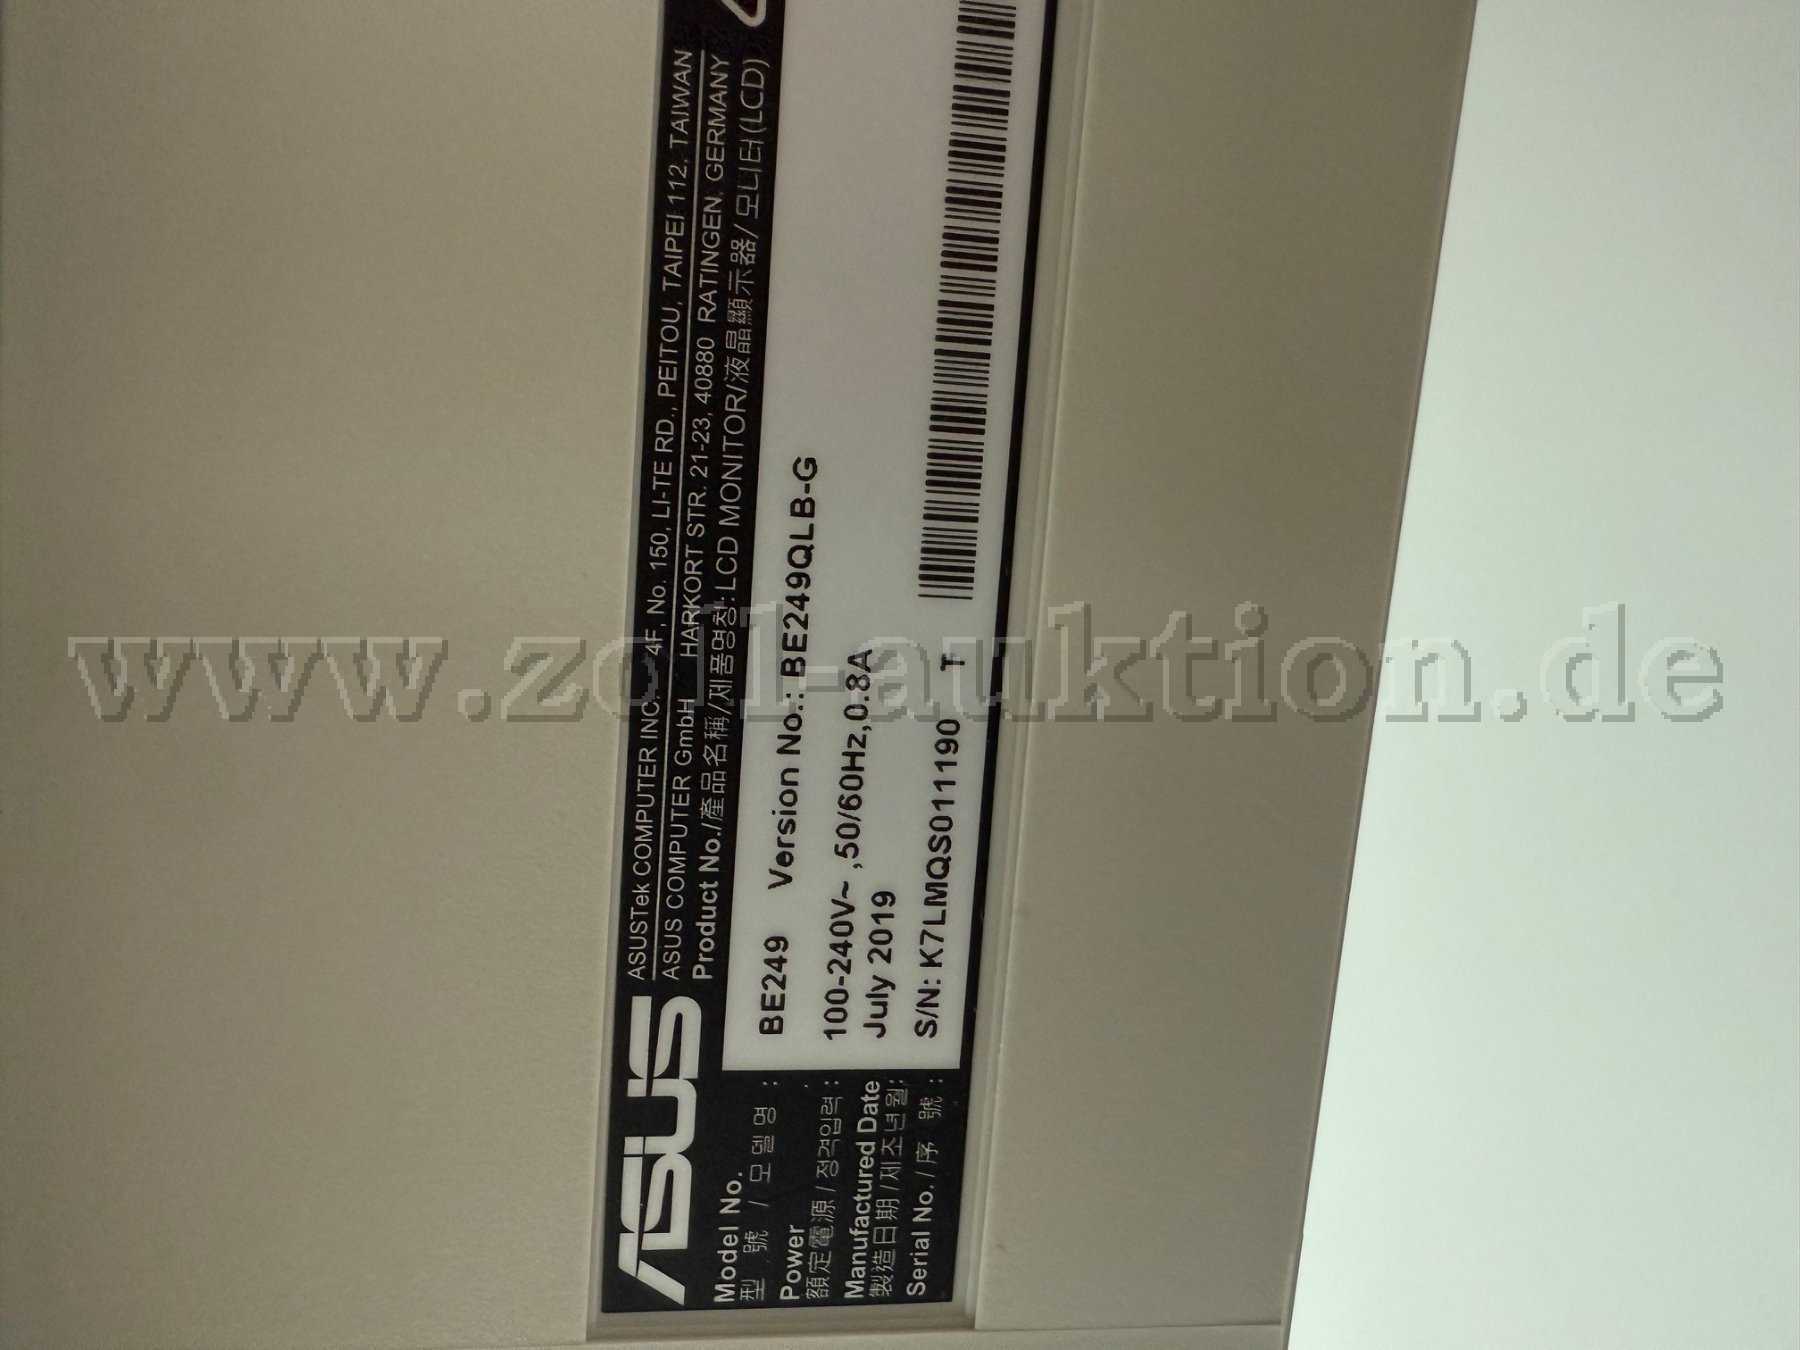 ASUS
ASUSTek COMPUTER INC. 4F, No. 150, LI-TE RD., PEITOU, TAIPEI 112, TAIWAN
ASUS COMPUTER GmbH HARKORT STR. 21-23, 40880 RATINGEN, GERMANY
Product No./產品名稱/제품명칭: LCD MONITOR/液晶顯示器/모니터(LCD)
Model No.
型 號 / 모델명 : BE249 Version No.: BE249QLB-G
Power
額定電源 / 정격입력 : 100-240V~ ,50/60Hz,0.8A
Manufactured Date
製造日期 /제조년월: July 2019
Serial No. / 序 號 : S/N: K7LMQS011190 T
www.zoll-auktion.de